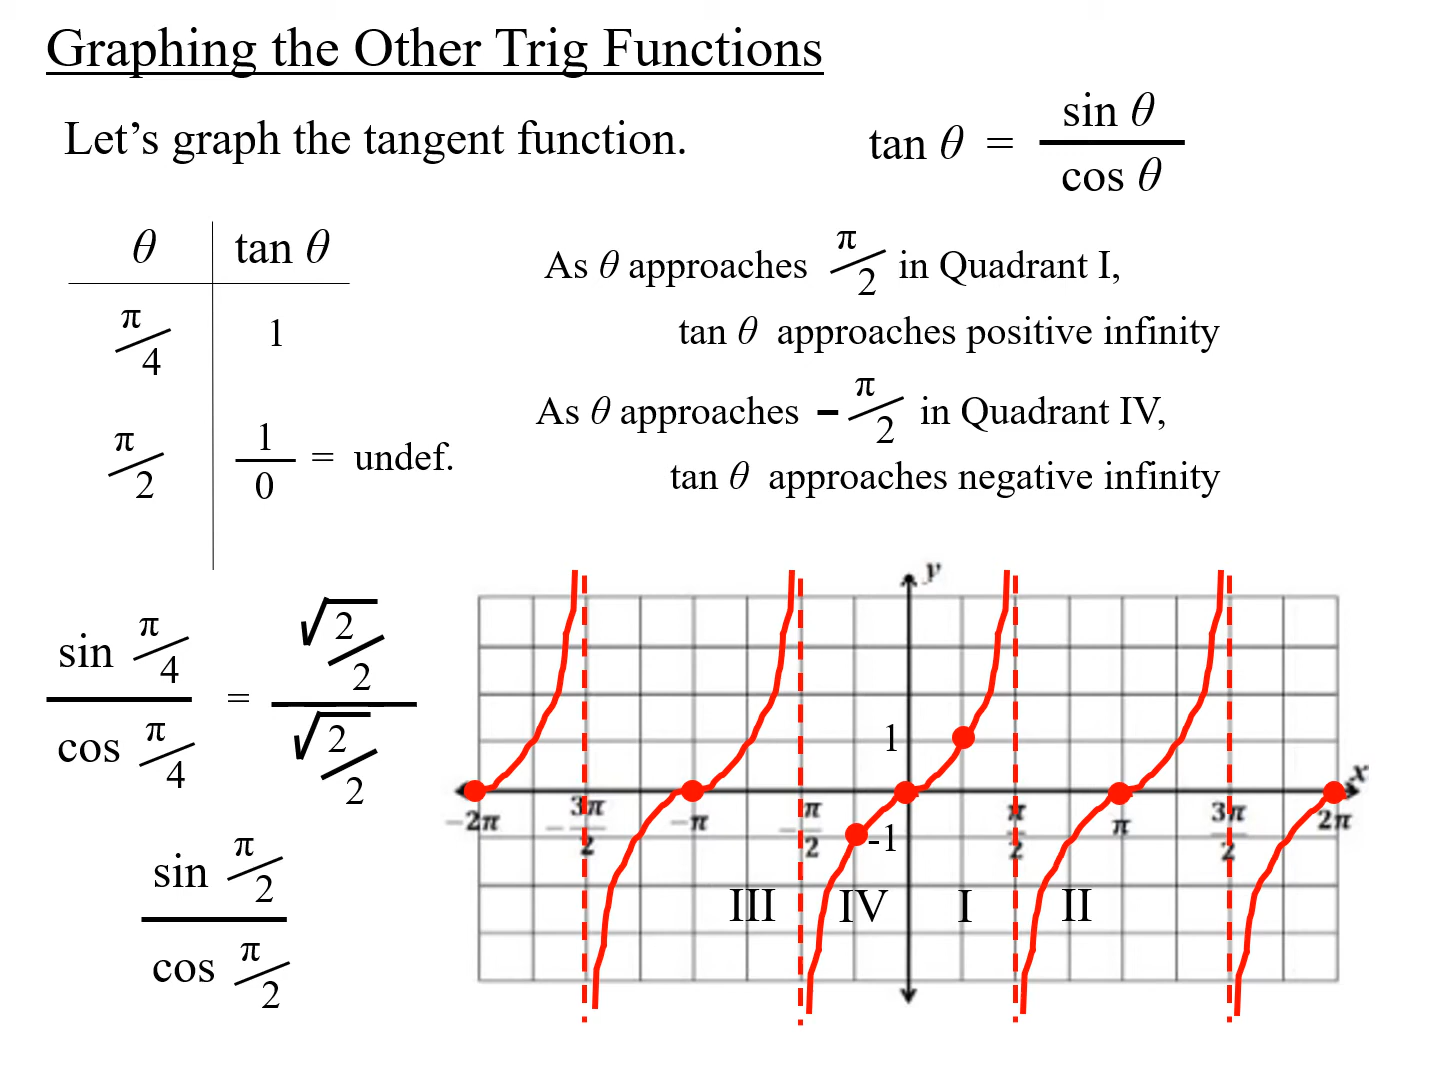 Graphing the Other Trig Functions
Let's graph the tangent function.
tan θ = sin θ / cos θ
θ tan θ
π/4 1
π/2 1/0 = undef.
As θ approaches π/2 in Quadrant I,
tan θ approaches positive infinity
As θ approaches -π/2 in Quadrant IV,
tan θ approaches negative infinity
sin π/4 / cos π/4 = √2/2 / √2/2
sin π/2 / cos π/2
y
1
x
-2π -3π/2 -π -π/2 -1 π/2 π 3π/2 2π
III IV I II